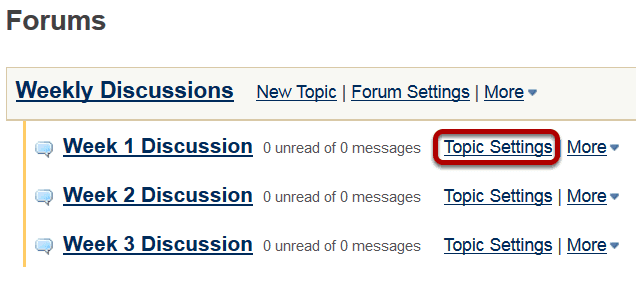 Forums
Weekly Discussions New Topic | Forum Settings | More
Week 1 Discussion 0 unread of 0 messages Topic Settings | More
Week 2 Discussion 0 unread of 0 messages Topic Settings | More
Week 3 Discussion 0 unread of 0 messages Topic Settings | More